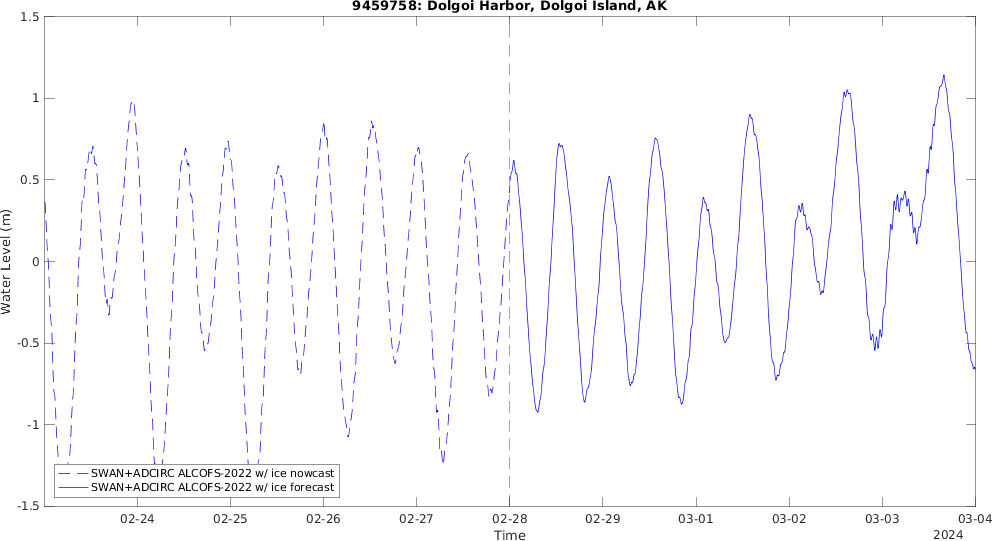 9459758: Dolgoi Harbor, Dolgoi Island, AK
1.5
1
0.5
0
-0.5
-1
-1.5
Water Level (m)
SWAN+ADCIRC ALCOFS-2022 w/ ice nowcast
SWAN+ADCIRC ALCOFS-2022 w/ ice forecast
02-24 02-25 02-26 02-27 02-28 02-29 03-01 03-02 03-03 03-04
Time
2024